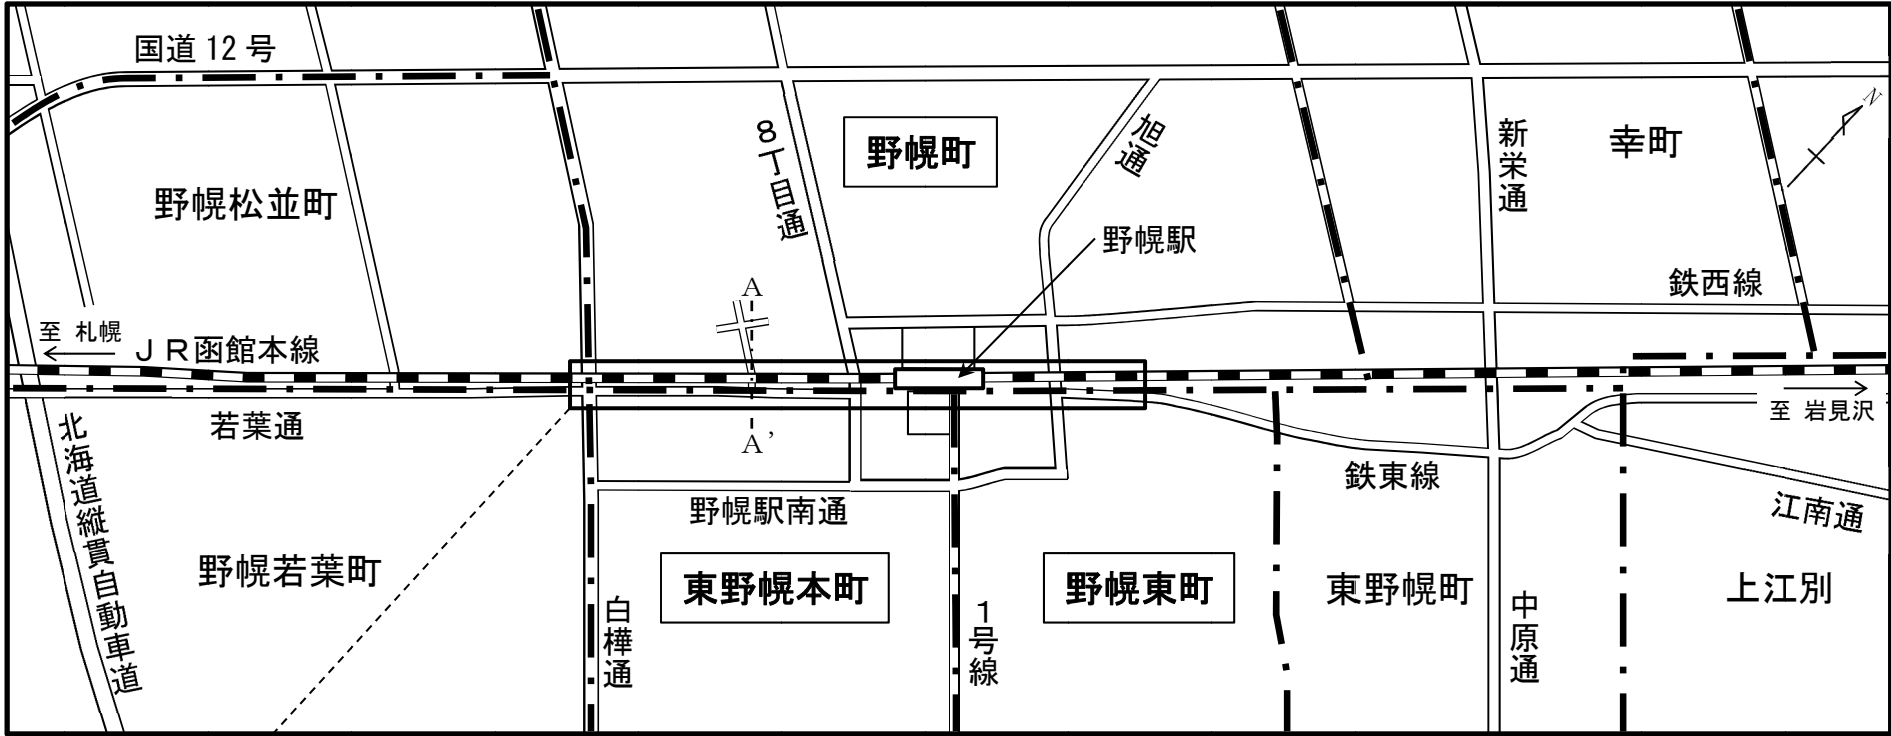 国道 12 号
8丁目通
野幌町
旭通
新栄通
幸町
N
野幌松並町
野幌駅
鉄西線
A
至 札幌
JR函館本線
若葉通
A’
至 岩見沢
北海道縦貫自動車道
鉄東線
野幌駅南通
江南通
野幌若葉町
東野幌本町
野幌東町
東野幌町
上江別
白樺通
1号線
中原通